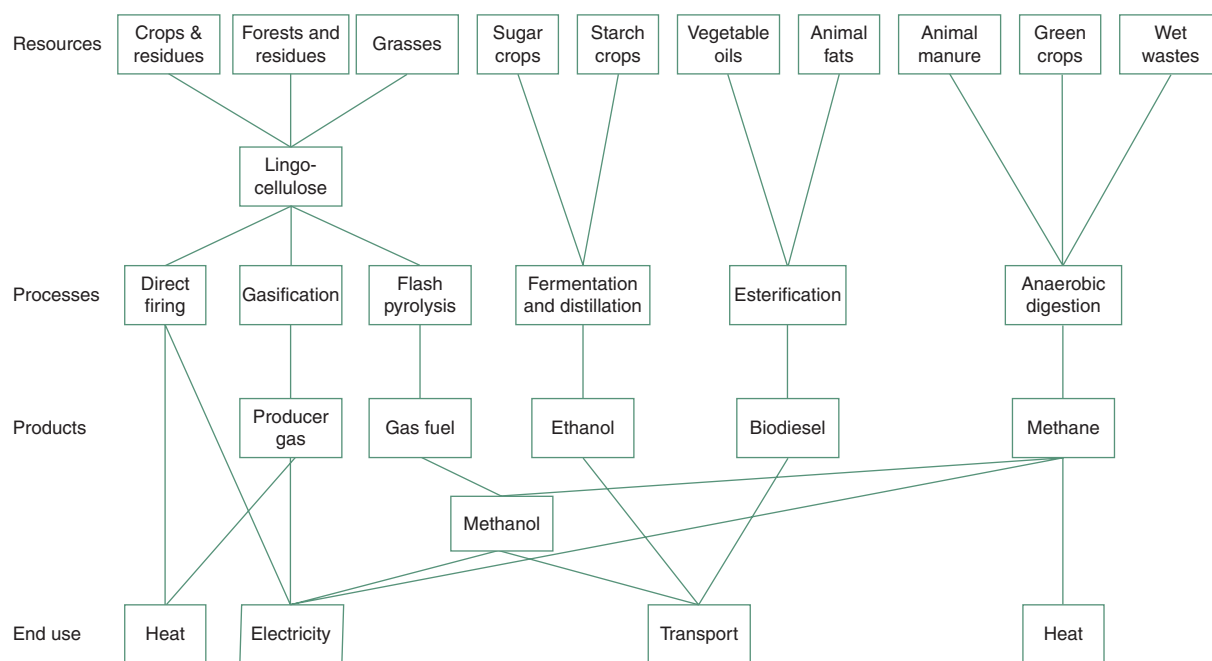 Resources
Crops &
residues
Forests and
residues
Grasses
Sugar
crops
Starch
crops
Vegetable
oils
Animal
fats
Animal
manure
Green
crops
Wet
wastes
Lingo-
cellulose
Processes
Direct
firing
Gasification
Flash
pyrolysis
Fermentation
and distillation
Esterification
Anaerobic
digestion
Products
Producer
gas
Gas fuel
Ethanol
Biodiesel
Methane
Methanol
End use
Heat
Electricity
Transport
Heat